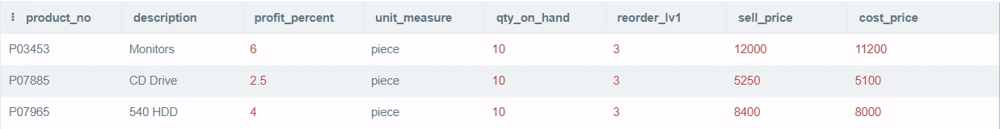 product_no description profit_percent unit_measure qty_on_hand reorder_lv1 sell_price cost_price
P03453 Monitors 6 piece 10 3 12000 11200
P07885 CD Drive 2.5 piece 10 3 5250 5100
P07965 540 HDD 4 piece 10 3 8400 8000